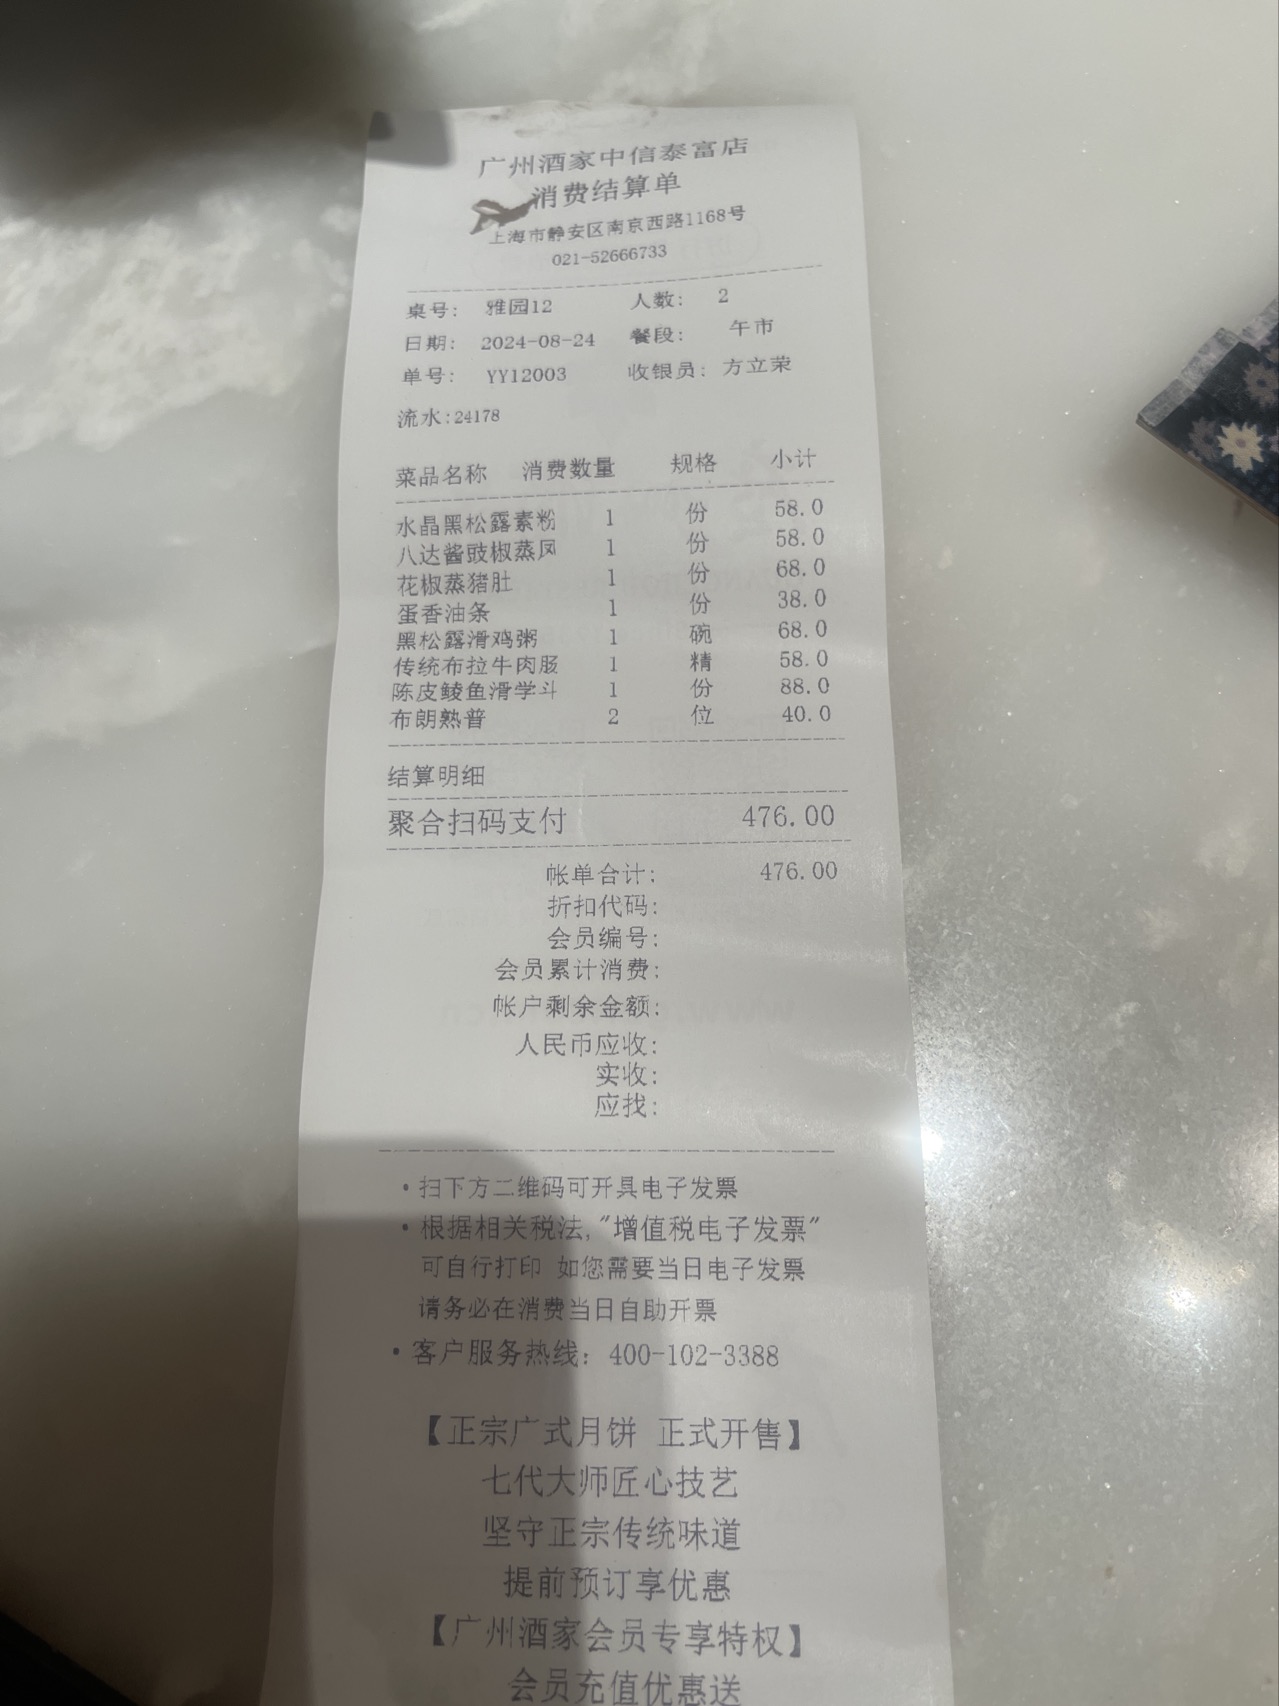 广州酒家中信泰富店
消费结算单
上海市静安区南京西路1168号
021-52666733
桌号: 雅园12 人数: 2
日期: 2024-08-24 餐段: 午市
单号: YY12003 收银员: 方立荣
流水:24178
菜品名称 消费数量 规格 小计
水晶黑松露素粉 1 份 58.0
八达酱豉椒蒸凤 1 份 58.0
花椒蒸猪肚 1 份 68.0
蛋香油条 1 份 38.0
黑松露滑鸡粥 1 碗 68.0
传统布拉牛肉肠 1 精 58.0
陈皮鲮鱼滑学斗 1 份 88.0
布朗熟普 2 位 40.0
结算明细
聚合扫码支付 476.00
帐单合计: 476.00
折扣代码:
会员编号:
会员累计消费:
帐户剩余金额:
人民币应收:
实收:
应找:
·扫下方二维码可开具电子发票
·根据相关税法,"增值税电子发票"
可自行打印 如您需要当日电子发票
请务必在消费当日自助开票
·客户服务热线: 400-102-3388
【正宗广式月饼 正式开售】
七代大师匠心技艺
坚守正宗传统味道
提前预订享优惠
【广州酒家会员专享特权】
会员充值优惠送